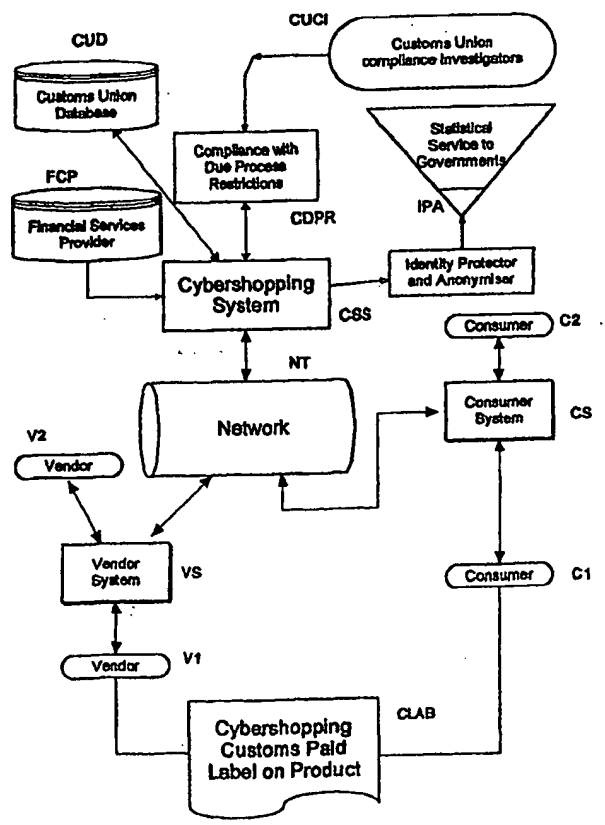 CUCI
Customs Union
compliance Investigators
CUD
Customs Union
Database
Compliance with
Due Process
Restrictions
CDPR
Statistical
Service to
Governments
IPA
FCP
Financial Services
Provider
Cybershopping
System
CSS
Identity Protector
and Anonymiser
Consumer
C2
NT
Network
Consumer
System
CS
V2
Vendor
Vendor
System
VS
Consumer
C1
Vendor
V1
Cybershopping
Customs Paid
Label on Product
CLAB